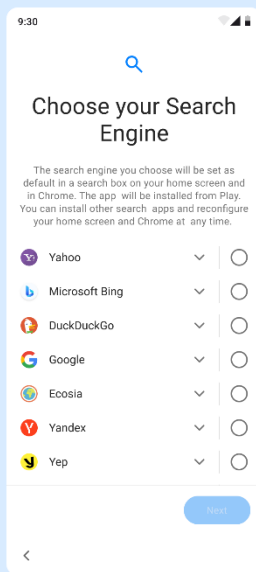 9:30
Choose your Search
Engine
The search engine you choose will be set as
default in a search box on your home screen and
in Chrome. The app will be installed from Play.
You can install other search apps and reconfigure
your home screen and Chrome at any time.
Yahoo
Microsoft Bing
DuckDuckGo
Google
Ecosia
Yandex
Yep
Next